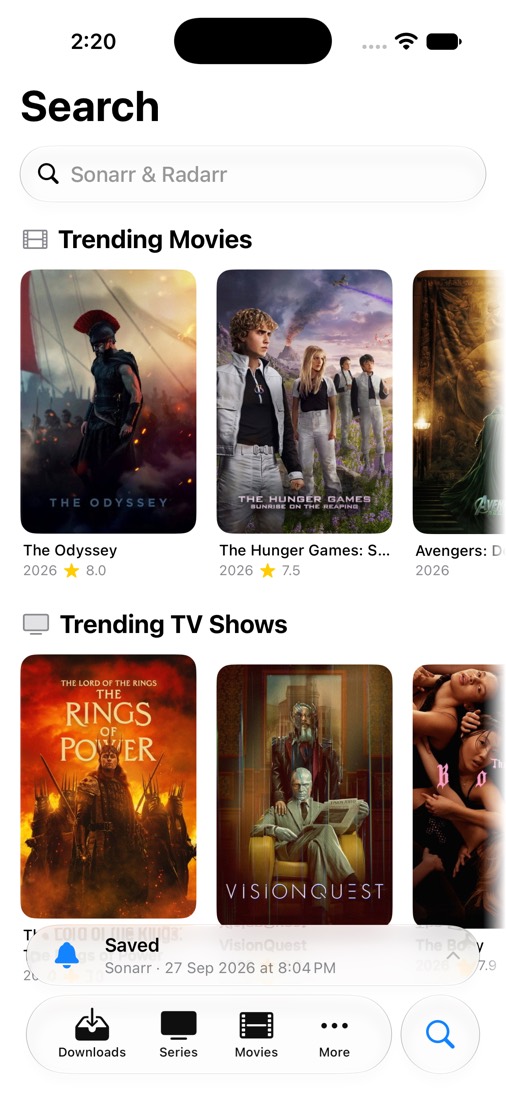 2:20
Search
Sonarr & Radarr
Trending Movies
THE ODYSSEY
THE HUNGER GAMES
SUNRISE ON THE REAPING
The Odyssey
2026 ⭐ 8.0
The Hunger Games: S...
2026 ⭐ 7.5
Avengers: D
2026
Trending TV Shows
THE LORD OF THE RINGS
THE
RINGS
OF
POWER
VISIONQUEST
VisionQuest
The Bo y
7.9
Saved
Sonarr · 27 Sep 2026 at 8:04 PM
Downloads
Series
Movies
More